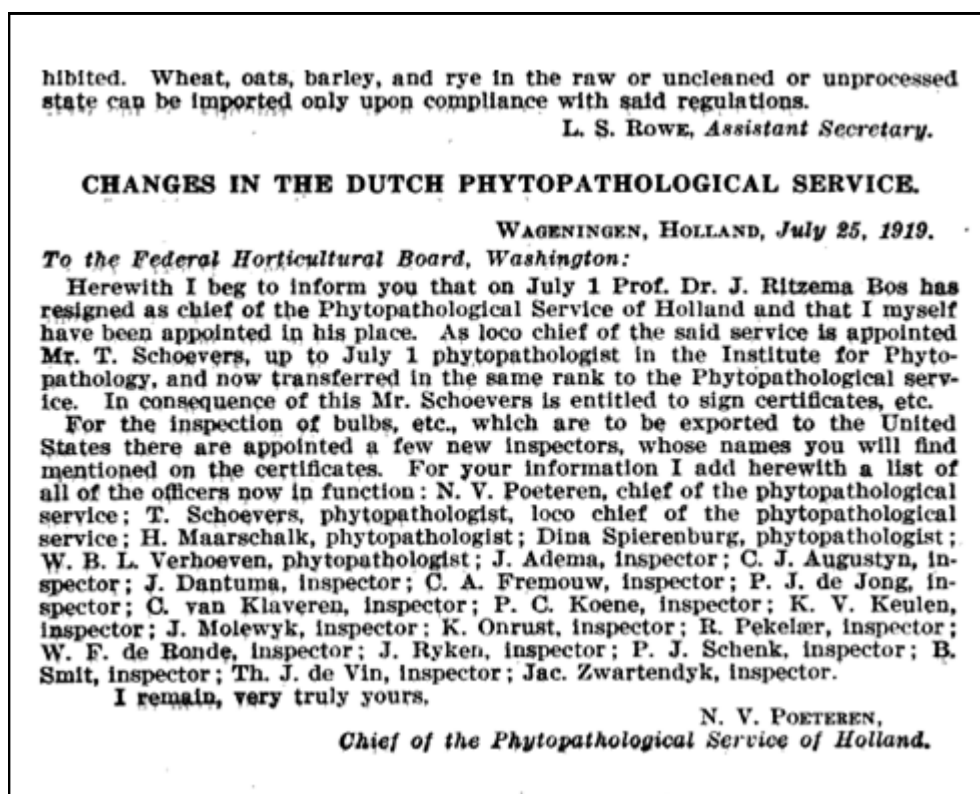 hibited. Wheat, oats, barley, and rye in the raw or uncleaned or unprocessed
state can be imported only upon compliance with said regulations.
L. S. Rowe, Assistant Secretary.
CHANGES IN THE DUTCH PHYTOPATHOLOGICAL SERVICE.
Wageningen, Holland, July 25, 1919.
To the Federal Horticultural Board, Washington:
Herewith I beg to inform you that on July 1 Prof. Dr. J. Ritzema Bos has
resigned as chief of the Phytopathological Service of Holland and that I myself
have been appointed in his place. As loco chief of the said service is appointed
Mr. T. Schoevers, up to July 1 phytopathologist in the Institute for Phyto-
pathology, and now transferred in the same rank to the Phytopathological serv-
ice. In consequence of this Mr. Schoevers is entitled to sign certificates, etc.
For the inspection of bulbs, etc., which are to be exported to the United
States there are appointed a few new inspectors, whose names you will find
mentioned on the certificates. For your information I add herewith a list of
all of the officers now in function: N. V. Poeteren, chief of the phytopathological
service; T. Schoevers, phytopathologist, loco chief of the phytopathological
service; H. Maarschalk, phytopathologist; Dina Spierenburg, phytopathologist;
W. B. L. Verhoeven, phytopathologist; J. Adema, inspector; C. J. Augustyn, in-
spector; J. Dantuma, inspector; C. A. Fremouw, inspector; P. J. de Jong, in-
spector; C. van Klaveren, inspector; P. C. Koene, inspector; K. V. Keulen,
inspector; J. Molewyk, inspector; K. Onrust, inspector; R. Pekelær, inspector;
W. F. de Ronde, inspector; J. Ryken, inspector; P. J. Schenk, inspector; B.
Smit, inspector; Th. J. de Vin, inspector; Jac. Zwartendyk, inspector.
I remain, very truly yours,
N. V. Poeteren,
Chief of the Phytopathological Service of Holland.